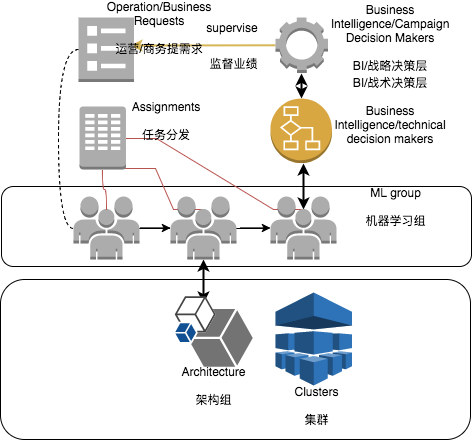 Operation/Business
Requests
运营/商务提需求
supervise
监督业绩
Business
Intelligence/Campaign
Decision Makers
BI/战略决策层
BI/战术决策层
Assignments
任务分发
Business
Intelligence/technical
decision makers
ML group
机器学习组
Architecture
架构组
Clusters
集群